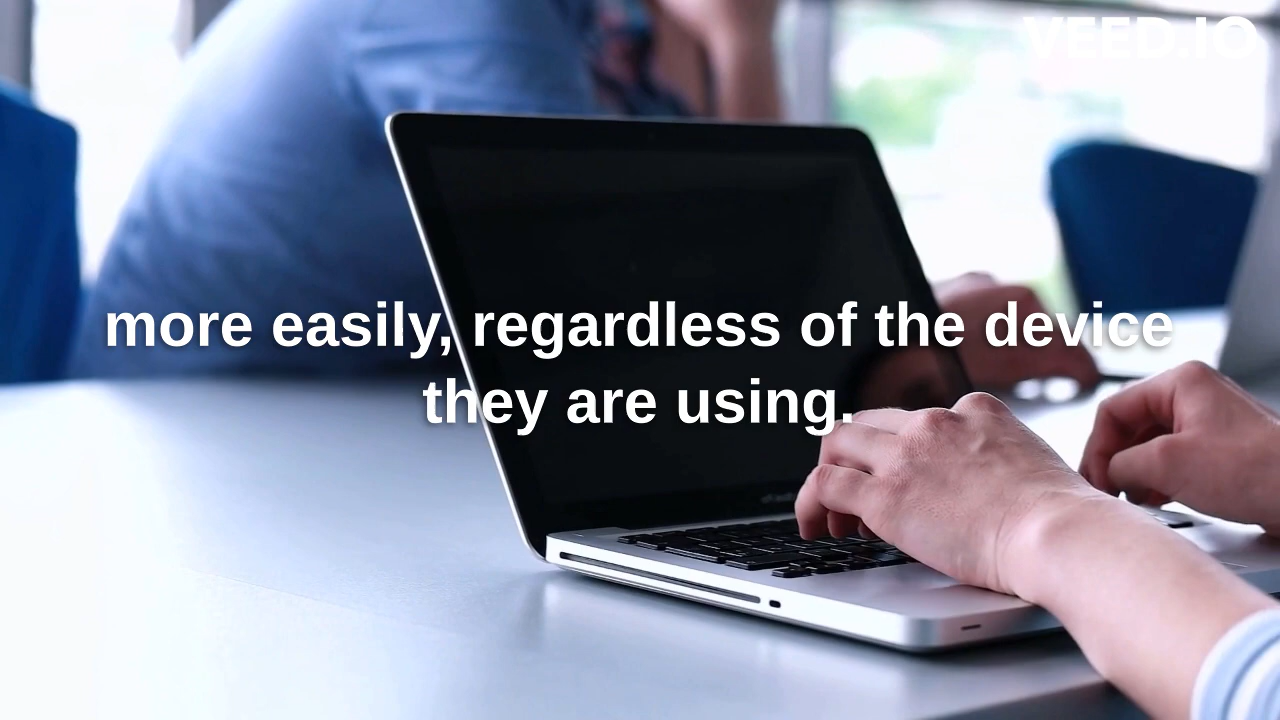 VEED.IO
more easily, regardless of the device
they are using.